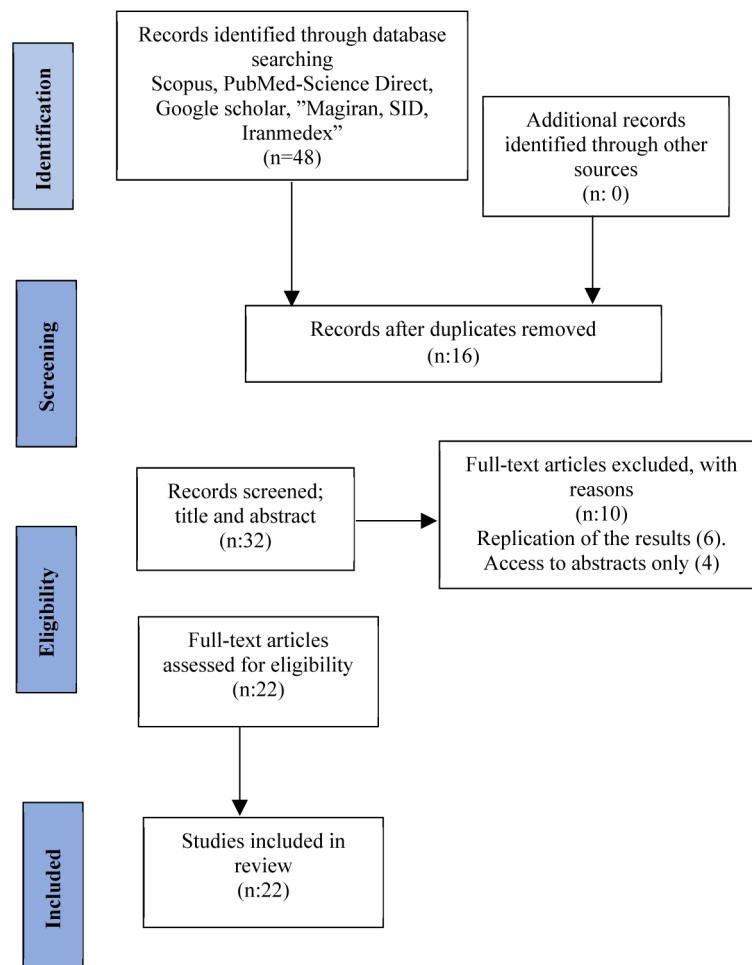 Identification
Records identified through database
searching
Scopus, PubMed-Science Direct,
Google scholar, ”Magiran, SID,
Iranmedex”
(n=48)
Additional records
identified through other
sources
(n: 0)
Screening
Records after duplicates removed
(n:16)
Records screened;
title and abstract
(n:32)
Full-text articles excluded, with
reasons
(n:10)
Replication of the results (6).
Access to abstracts only (4)
Eligibility
Full-text articles
assessed for eligibility
(n:22)
Included
Studies included in
review
(n:22)